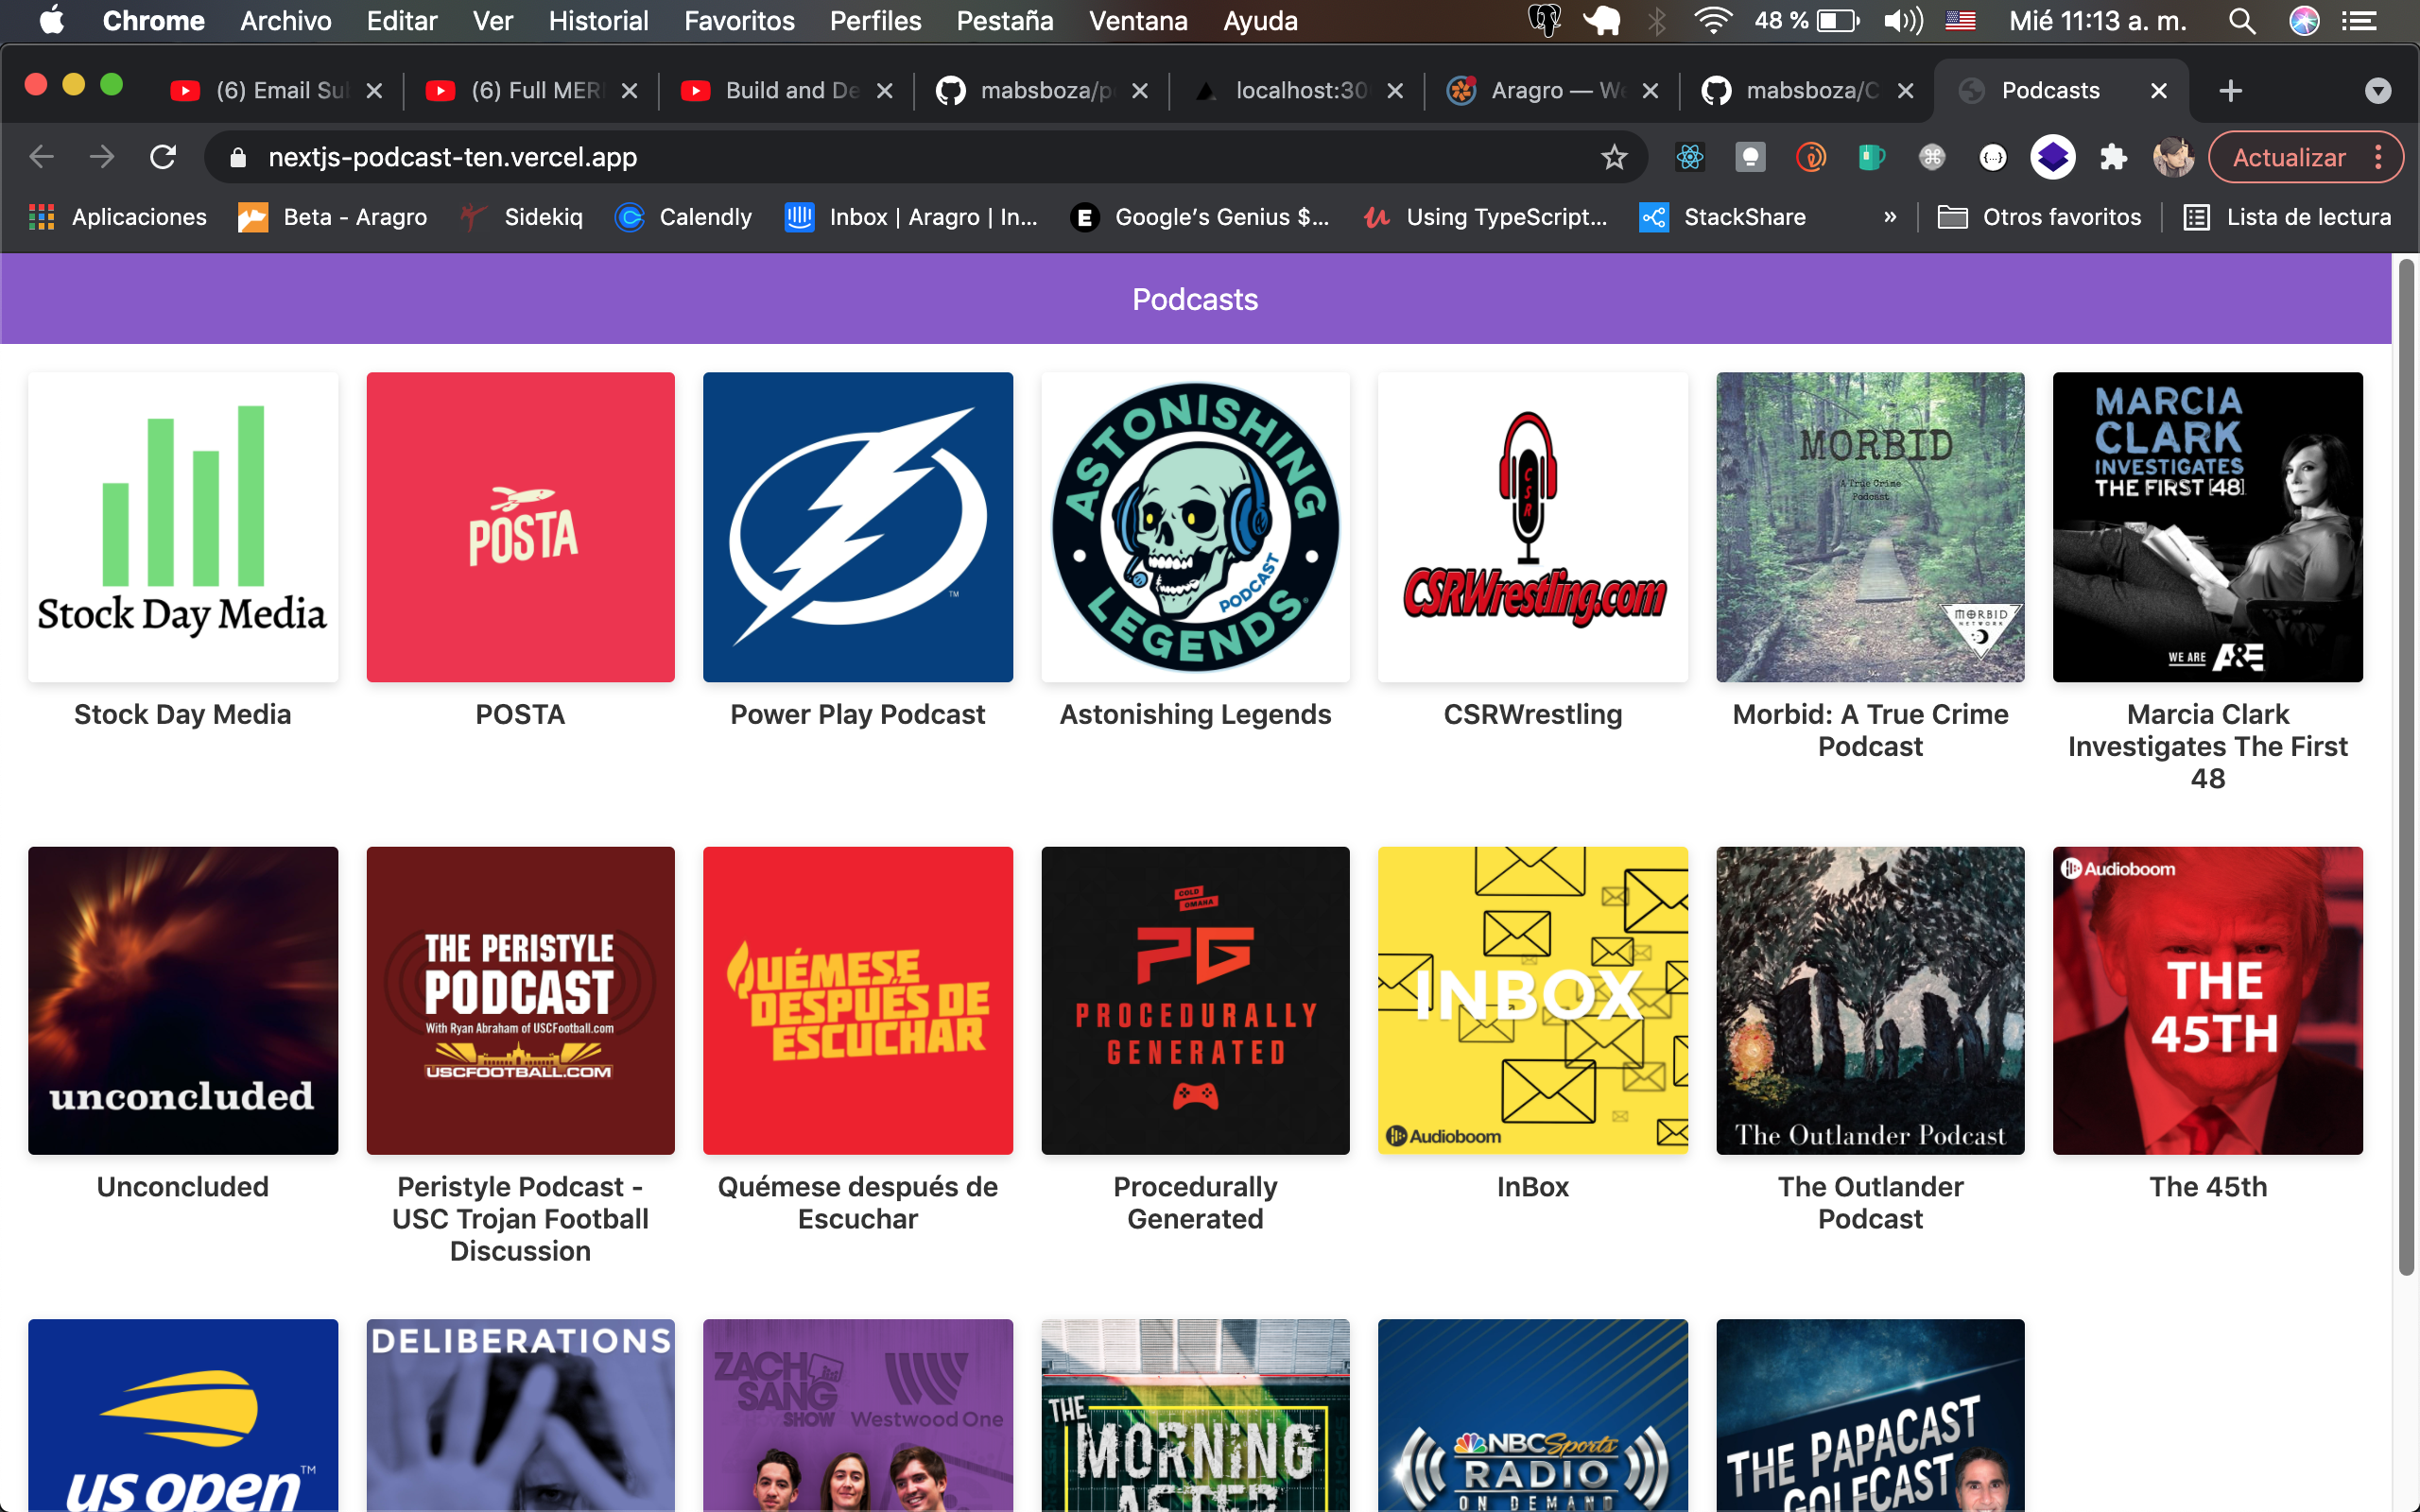 Chrome Archivo Editar Ver Historial Favoritos Perfiles Pestaña Ventana Ayuda 48 % Mié 11:13 a. m.
(6) Email Su (6) Full MER Build and De mabsboza/p localhost:30 Aragro — We mabsboza/C Podcasts
nextjs-podcast-ten.vercel.app Actualizar
Aplicaciones Beta - Aragro Sidekiq Calendly Inbox | Aragro | In... Google's Genius $... Using TypeScript... StackShare » Otros favoritos Lista de lectura
Podcasts
Stock Day Media
POSTA
TM
ASTONISHING
LEGENDS
PODCAST
CSR
CSRWrestling.com
MORBID
A True Crime
Podcast
MORBID
NETWORK
MARCIA
CLARK
INVESTIGATES
THE FIRST [48]
WE ARE A&E
Stock Day Media
POSTA
Power Play Podcast
Astonishing Legends
CSRWrestling
Morbid: A True Crime
Podcast
Marcia Clark
Investigates The First
48
unconcluded
THE PERISTYLE
PODCAST
With Ryan Abraham of USCFootball.com
USCFOOTBALL.COM
QUÉMESE
DESPUÉS DE
ESCUCHAR
COLD
OMAHA
PG
PROCEDURALLY
GENERATED
INBOX
Audioboom
The Outlander Podcast
Audioboom
THE
45TH
Unconcluded
Peristyle Podcast -
USC Trojan Football
Discussion
Quémese después de
Escuchar
Procedurally
Generated
InBox
The Outlander
Podcast
The 45th
us open TM
DELIBERATIONS
ZACH
SANG
SHOW
Westwood One
THE
MORNING
AFTER
NBC Sports
RADIO
ON DEMAND
THE PAPACAST
GOLFCAST